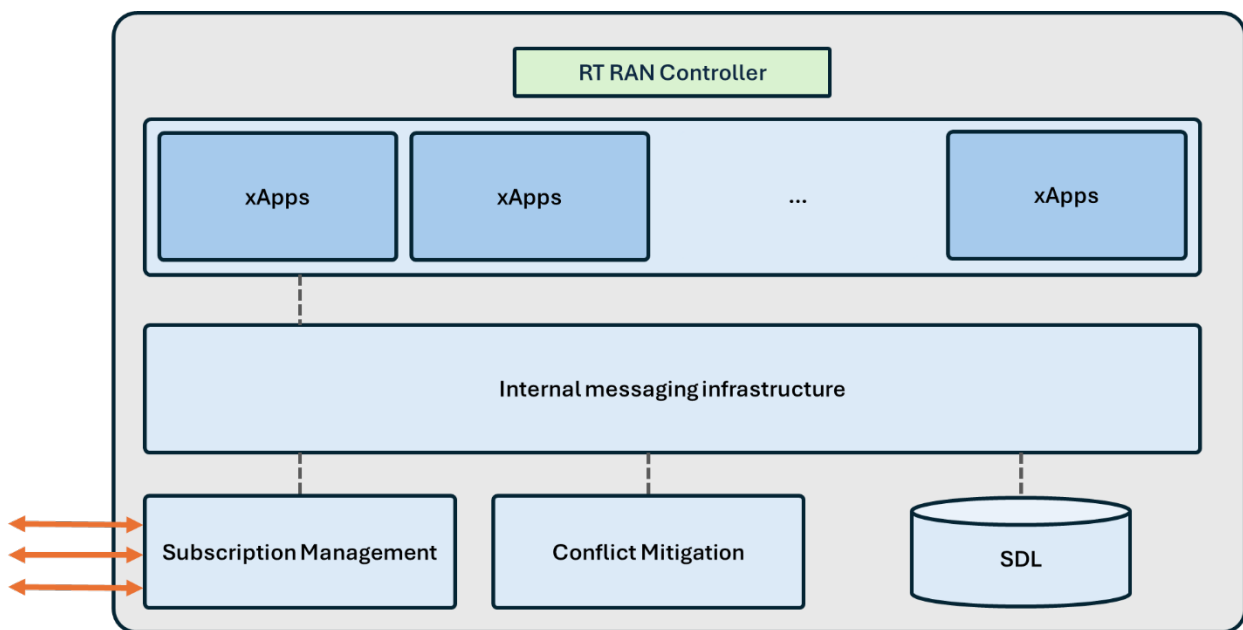 RT RAN Controller
xApps
xApps
...
xApps
Internal messaging infrastructure
Subscription Management
Conflict Mitigation
SDL